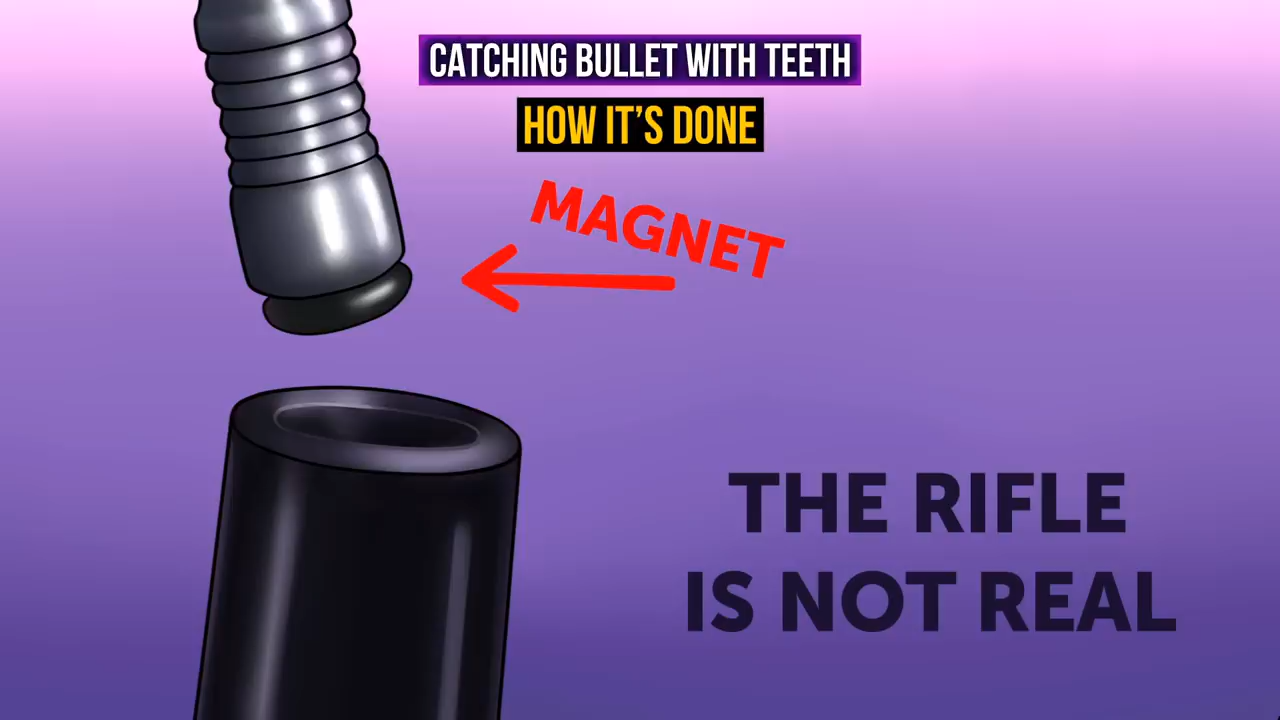 CATCHING BULLET WITH TEETH
HOW IT'S DONE
MAGNET
THE RIFLE
IS NOT REAL